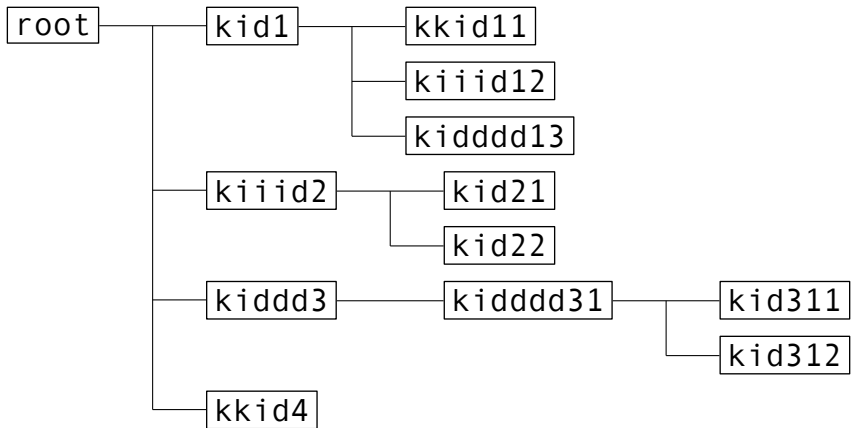 root kid1 kkid11
kiiid12
kidddd13
kiiid2 kid21
kid22
kiddd3 kidddd31 kid311
kid312
kkid4